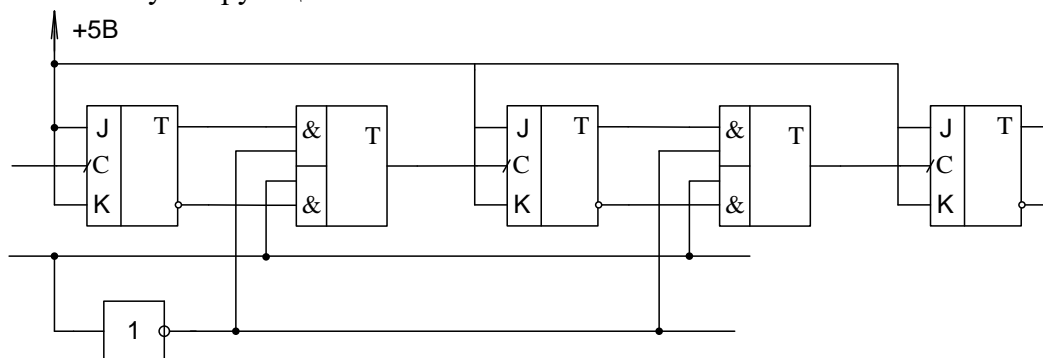 +5В
J T & T J T & T J T
C C C
K & K & K
1